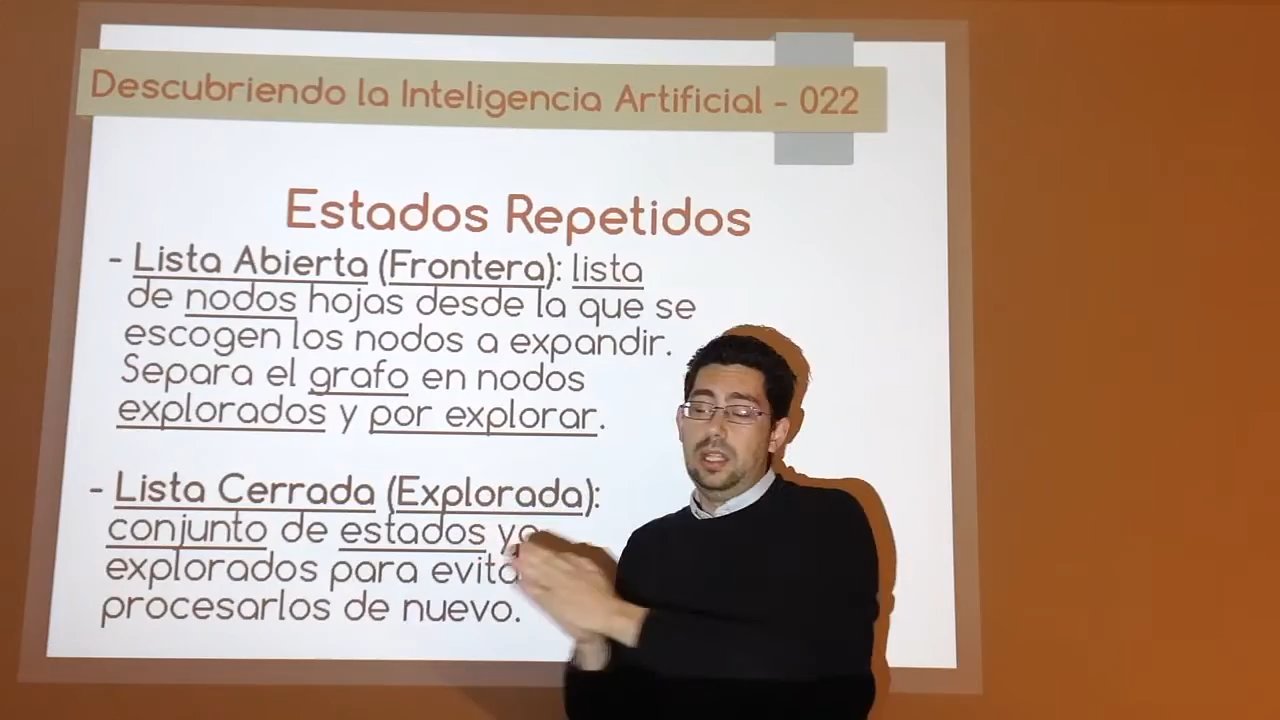 Descubriendo la Inteligencia Artificial - 022
Estados Repetidos
- Lista Abierta (Frontera): lista
de nodos hojas desde la que se
escogen los nodos a expandir.
Separa el grafo en nodos
explorados y por explorar.
- Lista Cerrada (Explorada):
conjunto de estados
explorados para
procesarlos de nuevo.